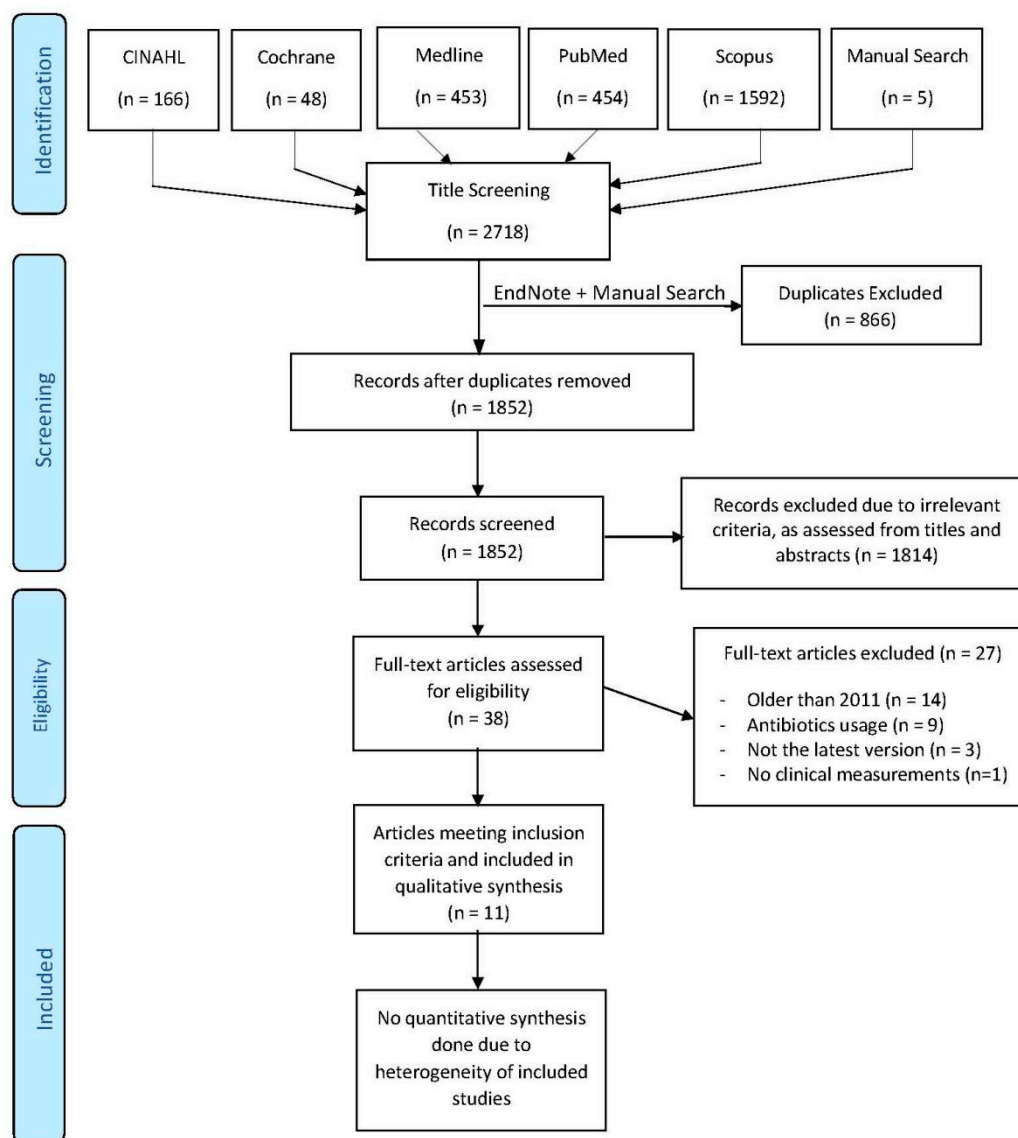 Identification
CINAHL
(n = 166)
Cochrane
(n = 48)
Medline
(n = 453)
PubMed
(n = 454)
Scopus
(n = 1592)
Manual Search
(n = 5)
Title Screening
(n = 2718)
Screening
EndNote + Manual Search
Duplicates Excluded
(n = 866)
Records after duplicates removed
(n = 1852)
Records screened
(n = 1852)
Records excluded due to irrelevant
criteria, as assessed from titles and
abstracts (n = 1814)
Eligibility
Full-text articles assessed
for eligibility
(n = 38)
Full-text articles excluded (n = 27)
- Older than 2011 (n = 14)
- Antibiotics usage (n = 9)
- Not the latest version (n = 3)
- No clinical measurements (n=1)
Included
Articles meeting inclusion
criteria and included in
qualitative synthesis
(n = 11)
No quantitative synthesis
done due to
heterogeneity of included
studies